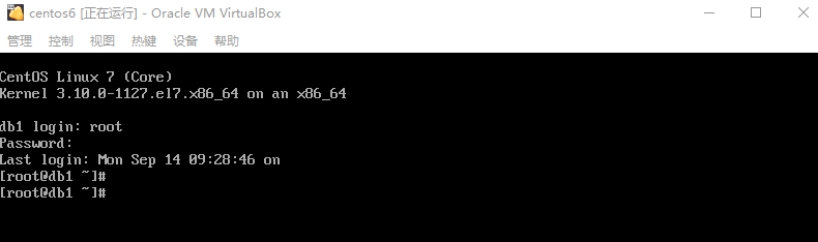 centos6 [正在运行] - Oracle VM VirtualBox
管理 控制 视图 热键 设备 帮助
CentOS Linux 7 (Core)
Kernel 3.10.0-1127.el7.x86_64 on an x86_64
db1 login: root
Password:
Last login: Mon Sep 14 09:28:46 on
[root@db1 ~]#
[root@db1 ~]#